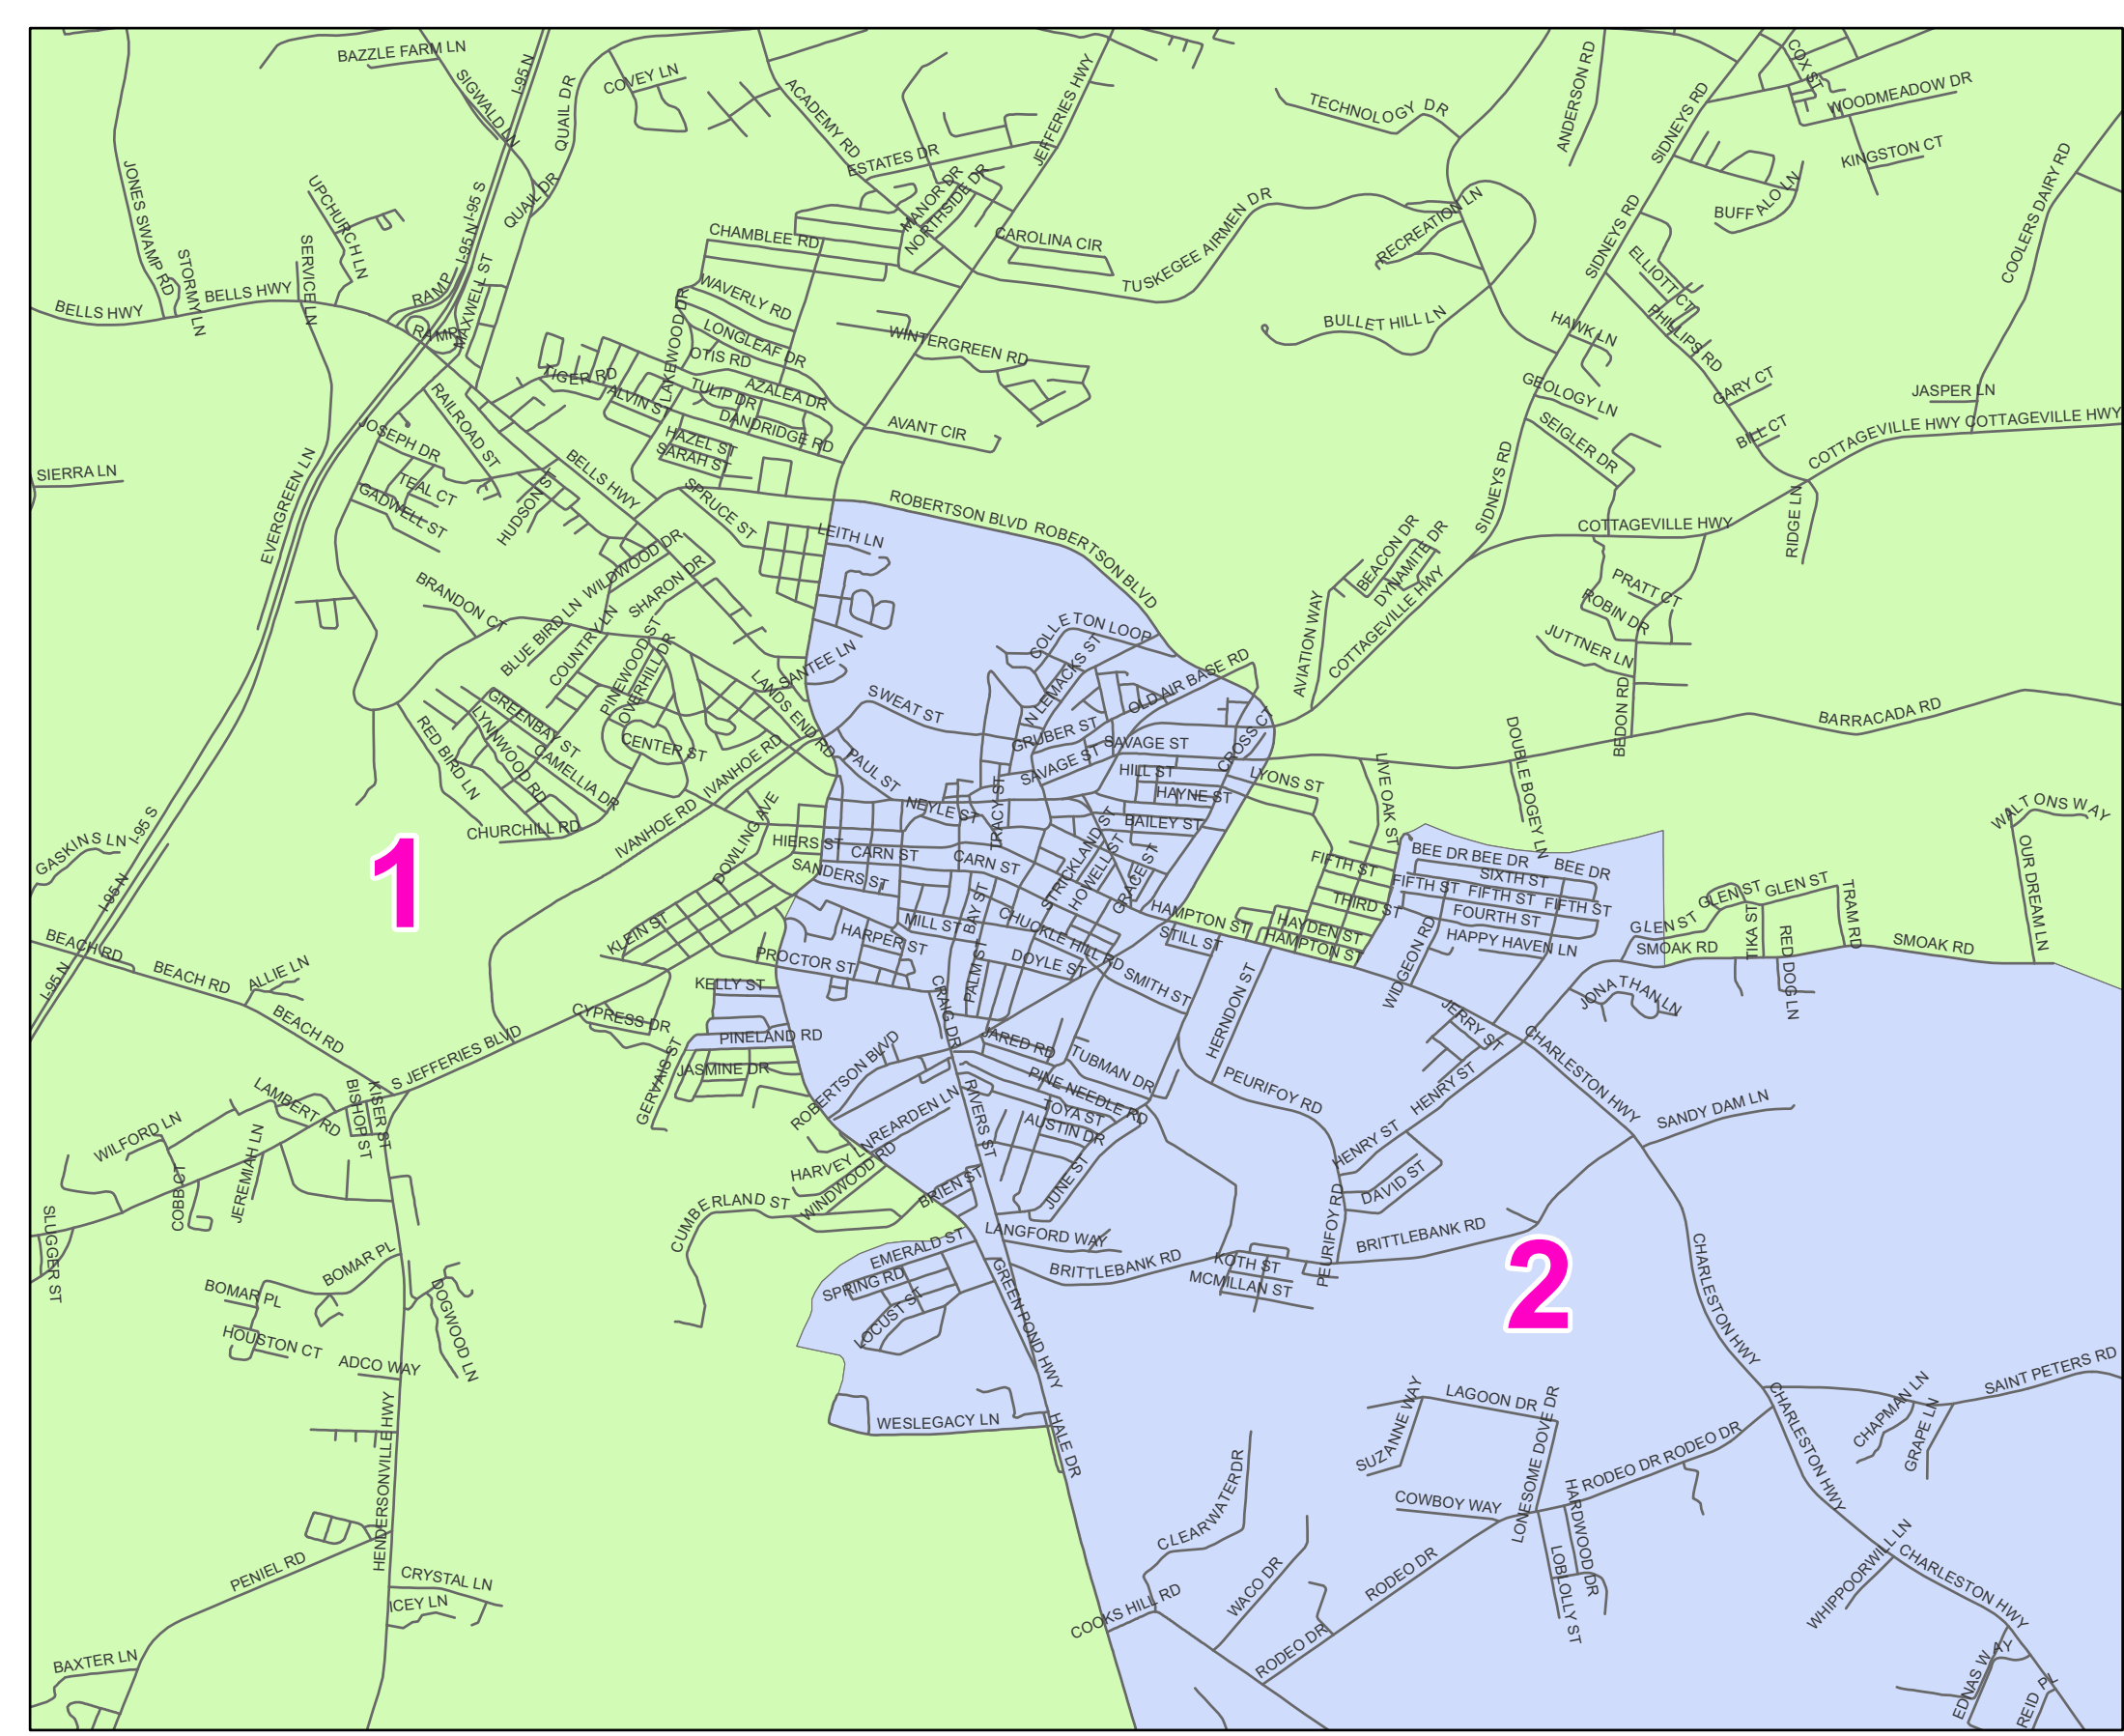 BAZZLE FARM LN
SIGWALD LN
I-95 N
QUAIL DR
COVEY LN
ACADEMY RD
JEFFERIES HWY
TECHNOLOGY DR
ANDERSON RD
SIDNEYS RD
COX ST
WOODMEADOW DR
KINGSTON CT
ESTATES DR
MANOR DR
NORTHSIDE DR
JONES SWAMP RD
STORMY LN
UPCHURCH LN
SERVICE LN
I-95 N
I-95 S
QUAIL DR
CHAMBLEE RD
CAROLINA CIR
TUSKEGEE AIRMEN DR
RECREATION LN
SIDNEYS RD
BUFFALO LN
COOLERS DAIRY RD
ELLIOTT CT
PHILLIPS RD
BELLS HWY
BELLS HWY
RAMP
RAMP
MAXWELL ST
LAKEWOOD DR
WAVERLY RD
LONGLEAF DR
OTIS RD
WINTERGREEN RD
BULLET HILL LN
HAWK LN
GEOLOGY LN
GARY CT
BILL CT
JASPER LN
COTTAGEVILLE HWY
COTTAGEVILLE HWY
COTTAGEVILLE HWY
TIGER RD
ALVIN ST
TULIP DR
AZALEA DR
DANDRIDGE RD
HAZEL ST
SARAH ST
AVANT CIR
RAILROAD ST
JOSEPH DR
TEAL CT
GADWELL ST
HUDSON ST
BELLS HWY
SPRUCE ST
SIERRA LN
EVERGREEN LN
SEIGLER DR
SIDNEYS RD
COTTAGEVILLE HWY
RIDGE LN
ROBERTSON BLVD
ROBERTSON BLVD
LEITH LN
BEACON DR
DYNAMITE DR
COTTAGEVILLE HWY
AVIATION WAY
PRATT CT
ROBIN DR
JUTTNER LN
BEDON RD
BARRACADA RD
BRANDON CT
BLUE BIRD LN
WILDWOOD DR
SHARON DR
COUNTRY LN
PINEWOOD ST
OVERHILL DR
SANTEE LN
LANDS END RD
COLLETON LOOP
N LEMACKS ST
OLD AIR BASE RD
SWEAT ST
GRUBER ST
SAVAGE ST
SAVAGE ST
CROSS CT
GREENBAY ST
LYNNWOOD RD
CAMELLIA DR
RED BIRD LN
CENTER ST
IVANHOE RD
IVANHOE RD
CHURCHILL RD
PAUL ST
NEYLE ST
TRACY ST
HILL ST
HAYNE ST
BAILEY ST
LYONS ST
LIVE OAK ST
DOUBLE BOGEY LN
WALTONS WAY
OUR DREAM LN
GASKINS LN
I-95 S
I-95 N
1
DOWLING AVE
HIERS ST
SANDERS ST
CARN ST
CARN ST
STRICKLAND ST
HOWELL ST
GRACE ST
FIFTH ST
THIRD ST
BEE DR
BEE DR
BEE DR
SIXTH ST
FIFTH ST
FIFTH ST
FIFTH ST
FOURTH ST
HAPPY HAVEN LN
GLEN ST
GLEN ST
GLEN ST
TRAM RD
TIKA ST
RED DOG LN
SMOAK RD
SMOAK RD
BEACH RD
BEACH RD
BEACH RD
ALLIE LN
I-95 N
KLEIN ST
HARPER ST
MILL ST
BAY ST
CHUCKLE HILL RD
HAMPTON ST
HAMPTON ST
HAYDEN ST
STILL ST
PROCTOR ST
DOYLE ST
PALM ST
SMITH ST
KELLY ST
CYPRESS DR
PINELAND RD
JASMINE DR
GERVAIS ST
CRAIG DR
HERNDON ST
WIDGEON RD
JERRY ST
JONATHAN LN
CHARLESTON HWY
S JEFFERIES BLVD
ROBERTSON BLVD
JARED RD
TUBMAN DR
PINE NEEDLE RD
TOYA ST
AUSTIN DR
JUNE ST
RIVERS ST
REARDEN LN
HARVEY LN
WINDWOOD RD
BRIEN ST
PEURIFOY RD
PEURIFOY RD
HENRY ST
HENRY ST
DAVID ST
SANDY DAM LN
LAMBERT RD
BISHOP ST
KISER ST
WILFORD LN
COBB CT
JEREMIAH LN
SLUGGER ST
CUMBERLAND ST
LANGFORD WAY
BRITTLEBANK RD
BRITTLEBANK RD
KOTH ST
MCMILLAN ST
2
EMERALD ST
SPRING RD
LOCUST ST
GREEN POND HWY
BOMAR PL
BOMAR PL
HOUSTON CT
ADCO WAY
DOGWOOD LN
HENDERSONVILLE HWY
WESLEGACY LN
HALE DR
CHARLESTON HWY
SAINT PETERS RD
CHAPMAN LN
GRAPE LN
CHARLESTON HWY
SUZANNE WAY
LAGOON DR
LONESOME DOVE DR
RODEO DR
RODEO DR
COWBOY WAY
HARDWOOD DR
LOBLOLLY ST
CLEARWATER DR
WACO DR
RODEO DR
RODEO DR
COOKS HILL RD
PENIEL RD
CRYSTAL LN
ICEY LN
BAXTER LN
WHIPPOORWILL LN
CHARLESTON HWY
EDNAS WAY
REID PL